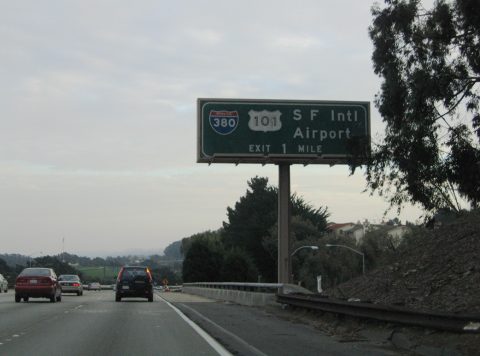 380 101 S F Intl
Airport
EXIT 1 MILE